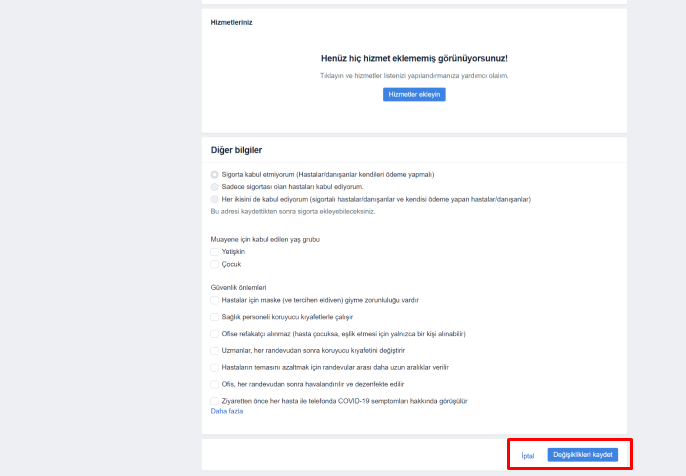 Hizmetleriniz
Henüz hiç hizmet eklememiş görünüyorsunuz!
Tıklayın ve hizmetler listenizi yapılandırmanıza yardımcı olalım.
Hizmetler ekleyin
Diğer bilgiler
Sigorta kabul etmiyorum (Hastalar/danışanlar kendileri ödeme yapmalı)
Sadece sigortası olan hastaları kabul ediyorum.
Her ikisini de kabul ediyorum (sigortalı hastalar/danışanlar ve kendisi ödeme yapan hastalar/danışanlar)
Bu adresi kaydettikten sonra sigorta ekleyebileceksiniz.
Muayene için kabul edilen yaş grubu
Yetişkin
Çocuk
Güvenlik önlemleri
Hastalar için maske (ve tercihen eldiven) giyme zorunluluğu vardır
Sağlık personeli koruyucu kıyafetlerle çalışır
Ofise refakatçi alınmaz (hasta çocuksa, eşlik etmesi için yalnızca bir kişi alınabilir)
Uzmanlar, her randevudan sonra koruyucu kıyafetini değiştirir
Hastaların temasını azaltmak için randevular arası daha uzun aralıklar verilir
Ofis, her randevudan sonra havalandırılır ve dezenfekte edilir
Ziyaretten önce her hasta ile telefonda COVID-19 semptomları hakkında görüşülür
Daha fazla
İptal
Değişiklikleri kaydet